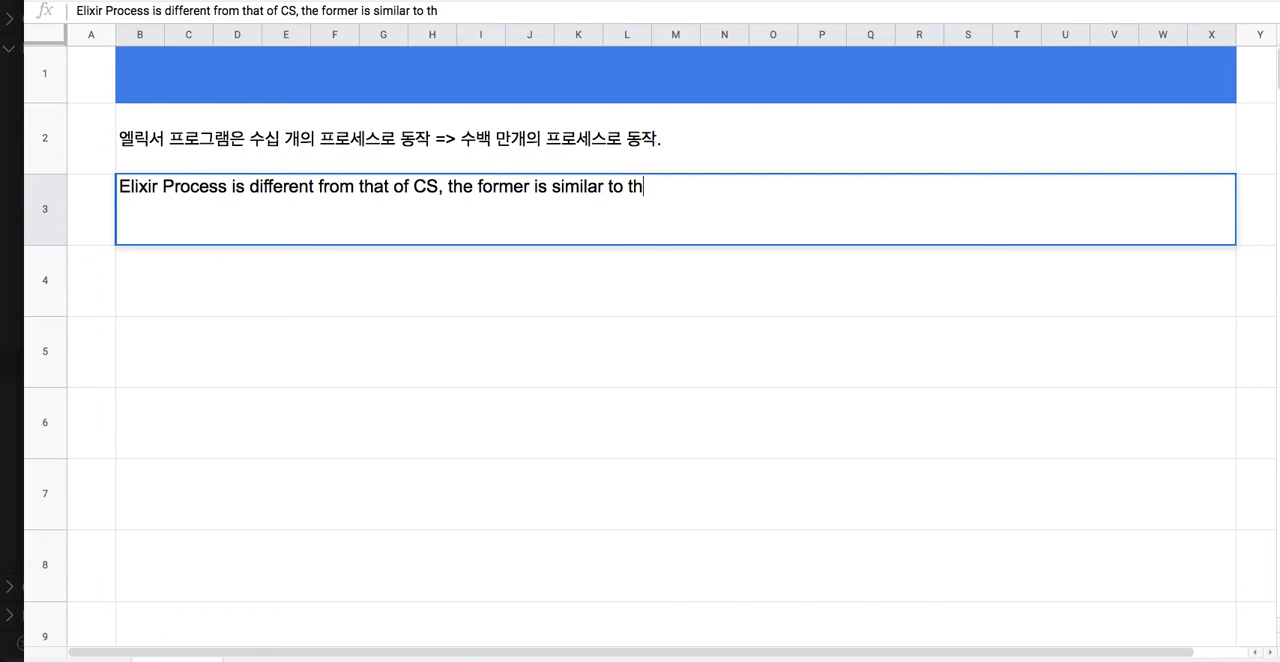 fx Elixir Process is different from that of CS, the former is similar to th
A B C D E F G H I J K L M N O P Q R S T U V W X Y
1
2 엘릭서 프로그램은 수십 개의 프로세스로 동작 => 수백 만개의 프로세스로 동작.
3 Elixir Process is different from that of CS, the former is similar to th
4
5
6
7
8
9